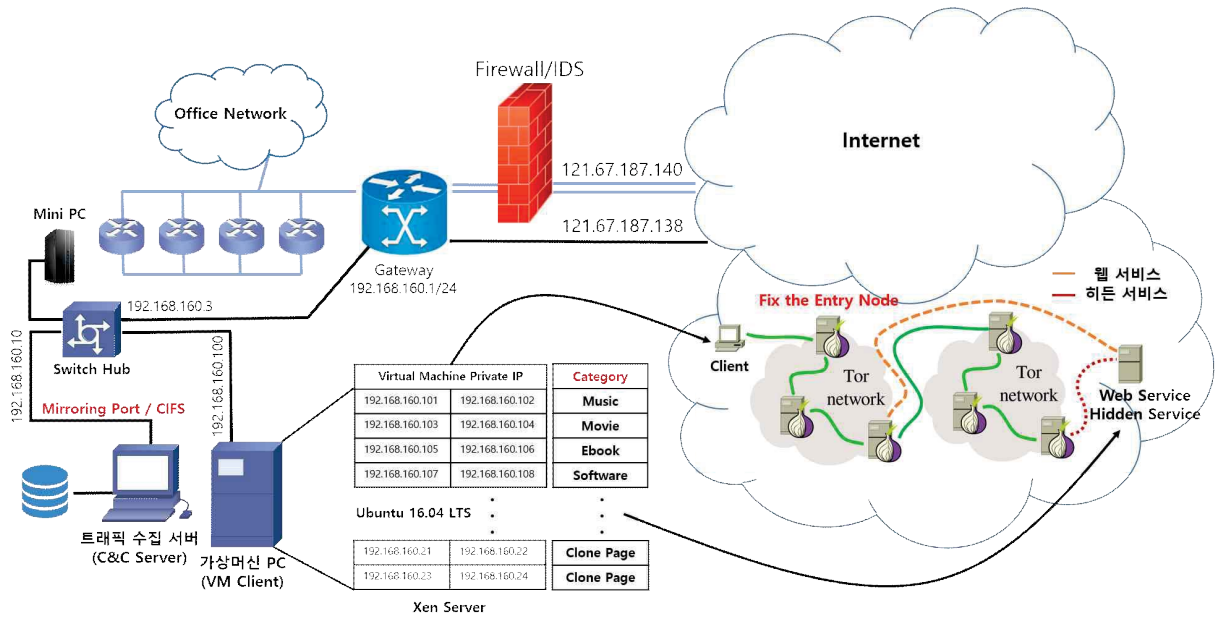 Firewall/IDS
Office Network
Internet
121.67.187.140
121.67.187.138
Mini PC
Gateway
192.168.160.1/24
192.168.160.3
웹 서비스
히든 서비스
Fix the Entry Node
Client
Tor
network
Tor
network
Web Service
Hidden Service
Switch Hub
192.168.160.10
192.168.160.100
Mirroring Port / CIFS
Virtual Machine Private IP Category
192.168.160.101 192.168.160.102 Music
192.168.160.103 192.168.160.104 Movie
192.168.160.105 192.168.160.106 Ebook
192.168.160.107 192.168.160.108 Software
Ubuntu 16.04 LTS
192.168.160.21 192.168.160.22 Clone Page
192.168.160.23 192.168.160.24 Clone Page
Xen Server
트래픽 수집 서버
(C&C Server)
가상머신 PC
(VM Client)